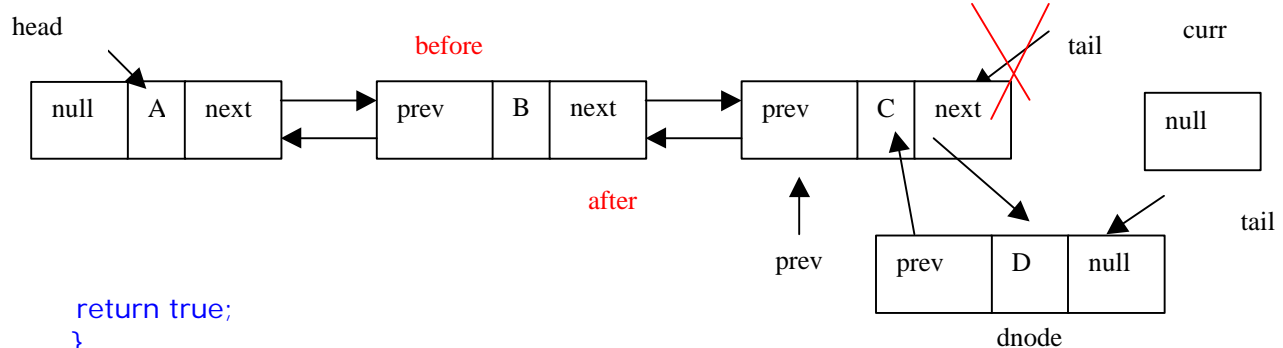 head
before
tail
curr
null A next
prev B next
prev C next
null
after
tail
prev
prev D null
return true;
}
dnode